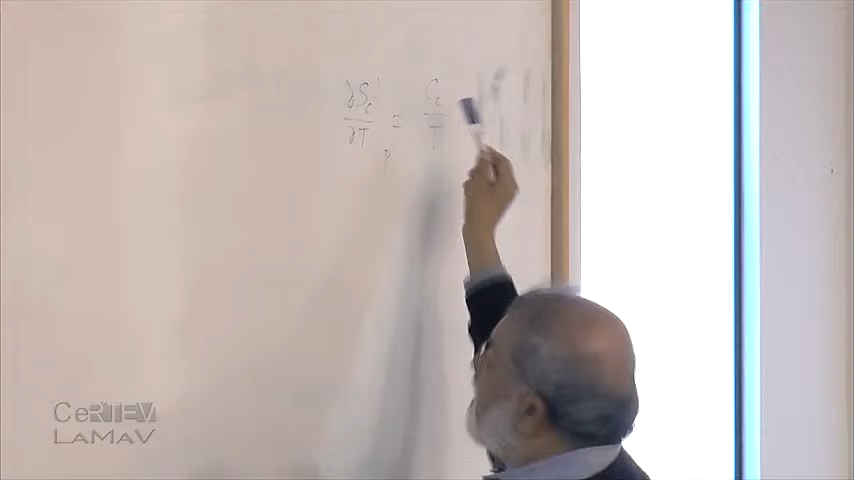 ∂S_c / ∂T |_P = C_c / T
CeRTEV
LAMAV